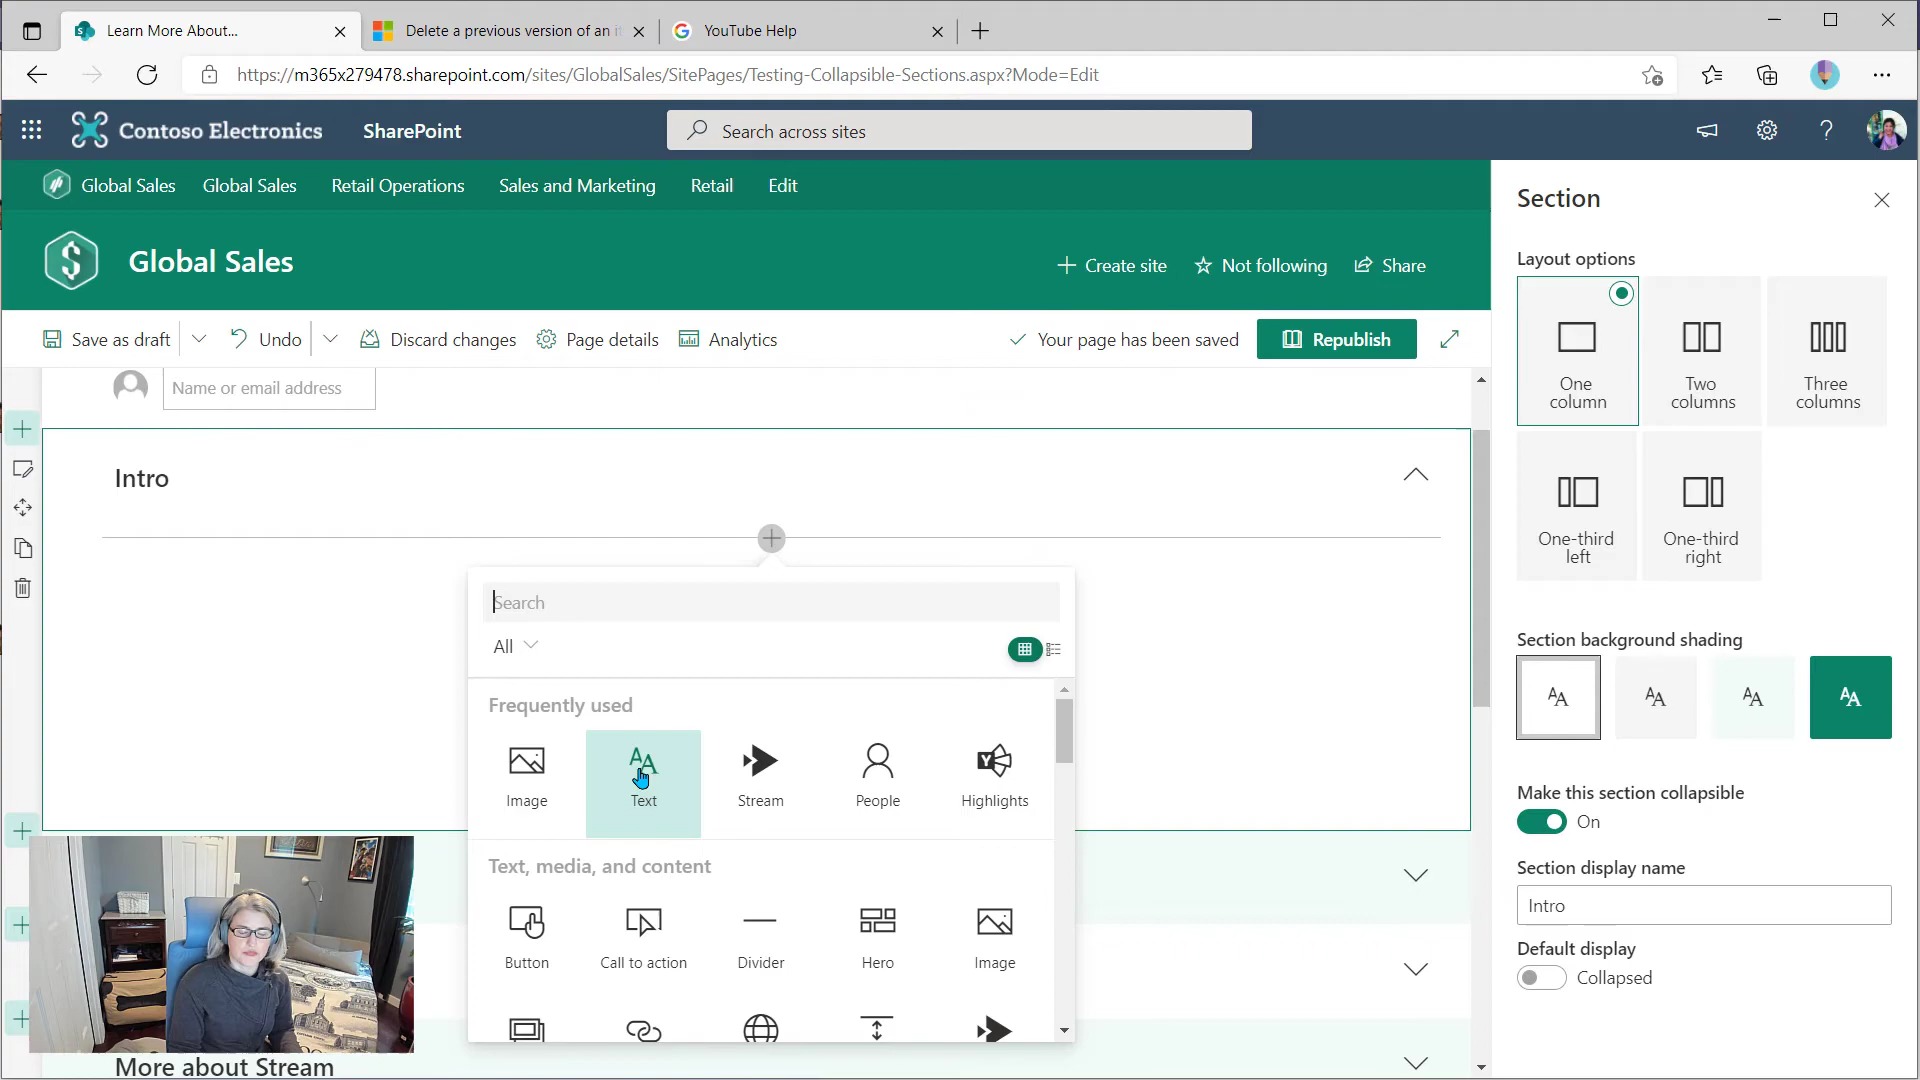 Learn More About...
Delete a previous version of an it
YouTube Help
https://m365x279478.sharepoint.com/sites/GlobalSales/SitePages/Testing-Collapsible-Sections.aspx?Mode=Edit
Contoso Electronics
SharePoint
Search across sites
Global Sales
Global Sales
Retail Operations
Sales and Marketing
Retail
Edit
Global Sales
Create site
Not following
Share
Save as draft
Undo
Discard changes
Page details
Analytics
Your page has been saved
Republish
Name or email address
Intro
Search
All
Frequently used
Image
Text
Stream
People
Highlights
Text, media, and content
Button
Call to action
Divider
Hero
Image
More about Stream
Section
Layout options
One
column
Two
columns
Three
columns
One-third
left
One-third
right
Section background shading
Make this section collapsible
On
Section display name
Intro
Default display
Collapsed